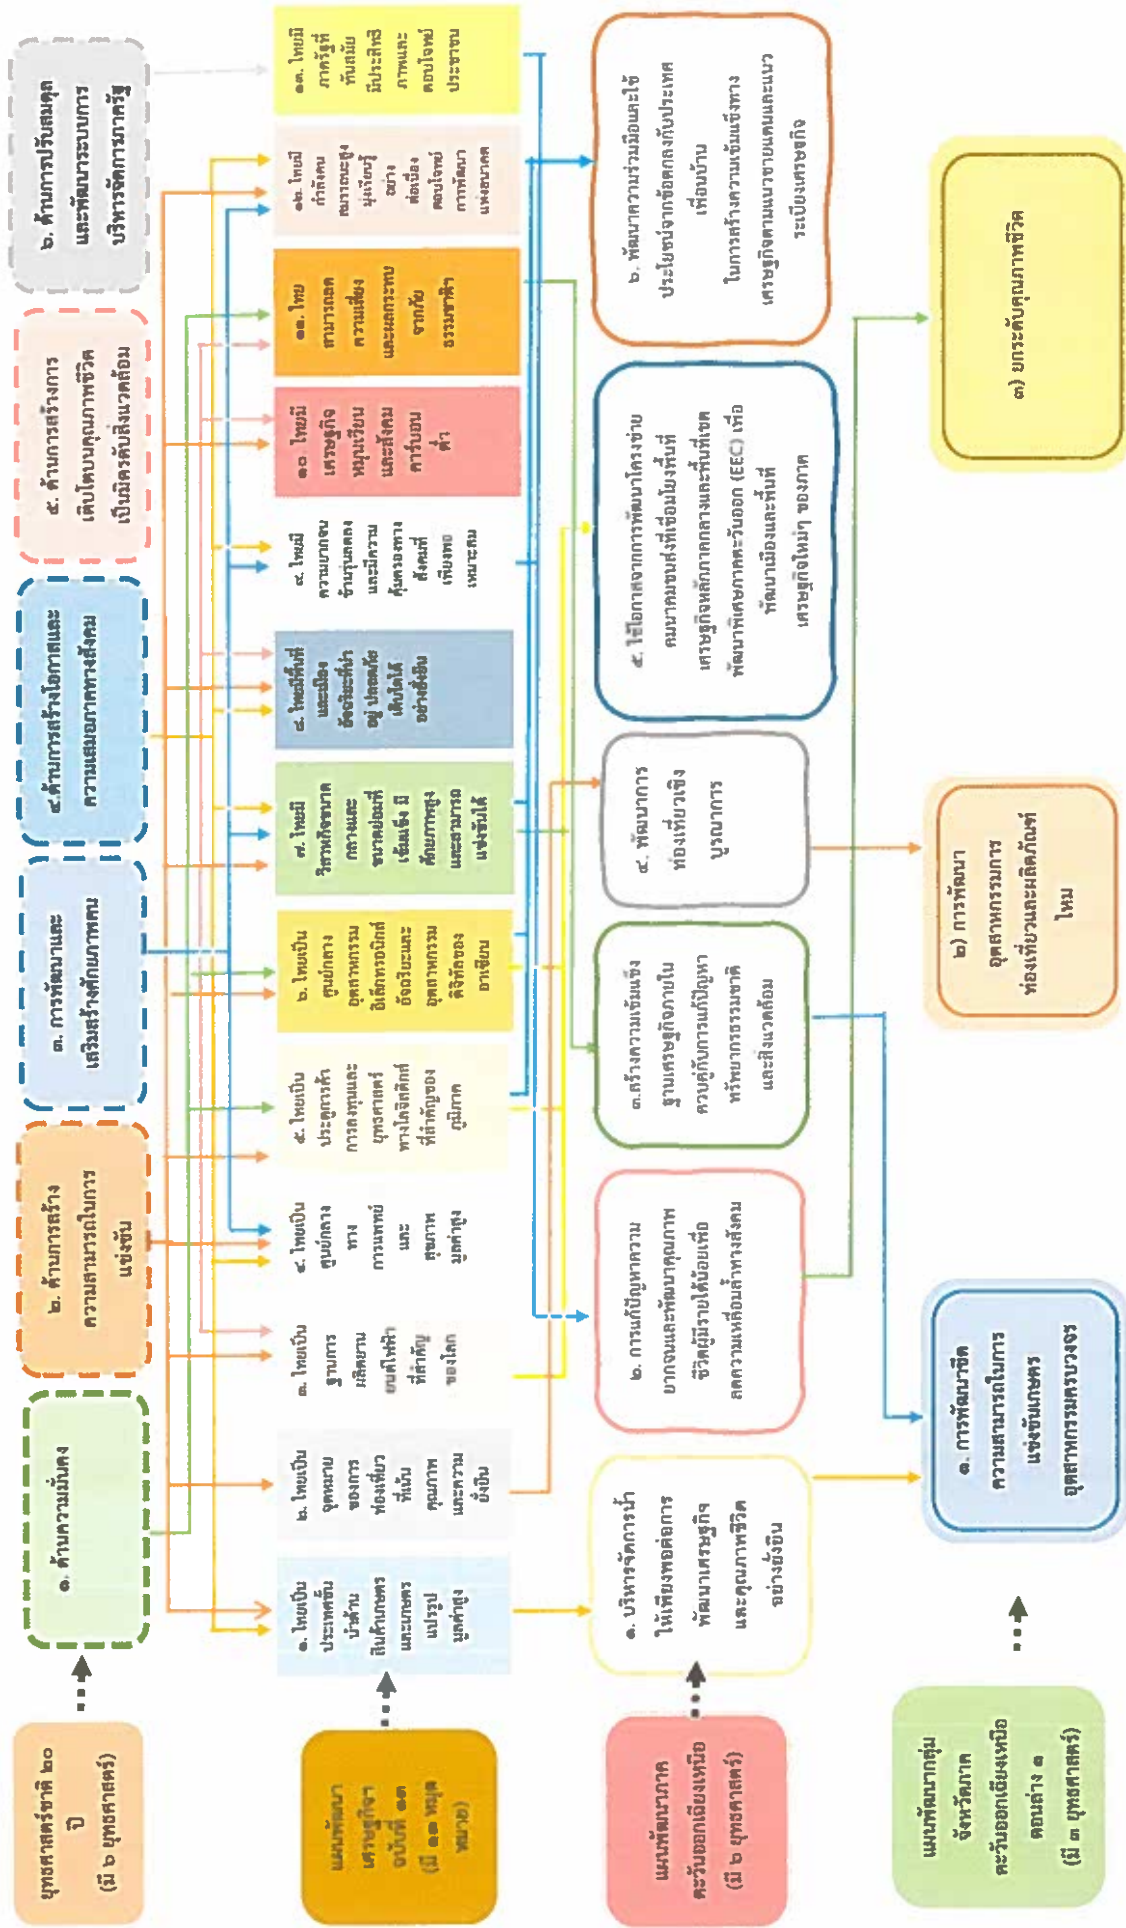 ยุทธศาสตร์ชาติ ๒๐
ปี
(มี ๖ ยุทธศาสตร์)
๑. ด้านความมั่นคง
๒. ด้านการสร้าง
ความสามารถในการ
แข่งขัน
๓. การพัฒนาและ
เสริมสร้างศักยภาพคน
๔.ด้านการสร้างโอกาสและ
ความเสมอภาคทางสังคม
๕. ด้านการสร้างการ
เติบโตบนคุณภาพชีวิต
เป็นมิตรกับสิ่งแวดล้อม
๖. ด้านการปรับสมดุล
และพัฒนาระบบการ
บริหารจัดการภาครัฐ
แผนพัฒนา
เศรษฐกิจฯ
ฉบับที่ ๑๓
(มี ๑๓ หมุด
หมาย)
๑. ไทยเป็น
ประเทศชั้น
นำด้าน
สินค้าเกษตร
และเกษตร
แปรรูป
มูลค่าสูง
๒. ไทยเป็น
จุดหมาย
ของการ
ท่องเที่ยว
ที่เน้น
คุณภาพ
และความ
ยั่งยืน
๓. ไทยเป็น
ฐานการ
ผลิตยาน
ยนต์ไฟฟ้า
ที่สำคัญ
ของโลก
๔. ไทยเป็น
ศูนย์กลาง
ทาง
การแพทย์
และ
สุขภาพ
มูลค่าสูง
๕. ไทยเป็น
ประตูการค้า
การลงทุนและ
ยุทธศาสตร์
ทางโลจิสติกส์
ที่สำคัญของ
ภูมิภาค
๖. ไทยเป็น
ศูนย์กลาง
อุตสาหกรรม
อิเล็กทรอนิกส์
อัจฉริยะและ
อุตสาหกรรม
ดิจิทัลของ
อาเซียน
๗. ไทยมี
วิสาหกิจขนาด
กลางและ
ขนาดย่อมที่
เข้มแข็ง มี
ศักยภาพสูง
และสามารถ
แข่งขันได้
๘. ไทยมีพื้นที่
และเมือง
อัจฉริยะที่น่า
อยู่ ปลอดภัย
เติบโตได้
อย่างยั่งยืน
๙. ไทยมี
ความยากจน
ข้ามรุ่นลดลง
และมีความ
คุ้มครองทาง
สังคมที่
เพียงพอ
เหมาะสม
๑๐. ไทยมี
เศรษฐกิจ
หมุนเวียน
และสังคม
คาร์บอน
ต่ำ
๑๑. ไทย
สามารถลด
ความเสี่ยง
และผลกระทบ
จากภัย
ธรรมชาติฯ
๑๒. ไทยมี
กำลังคน
สมรรถนะสูง
มุ่งเรียนรู้
อย่าง
ต่อเนื่อง
ตอบโจทย์
การพัฒนา
แห่งอนาคต
๑๓. ไทยมี
ภาครัฐที่
ทันสมัย
มีประสิทธิ
ภาพและ
ตอบโจทย์
ประชาชน
แผนพัฒนาภาค
ตะวันออกเฉียงเหนือ
(มี ๖ ยุทธศาสตร์)
๑. บริหารจัดการน้ำ
ให้เพียงพอต่อการ
พัฒนาเศรษฐกิจ
และคุณภาพชีวิต
อย่างยั่งยืน
๒. การแก้ปัญหาความ
ยากจนและพัฒนาคุณภาพ
ชีวิตผู้มีรายได้น้อยเพื่อ
ลดความเหลื่อมล้ำทางสังคม
๓.สร้างความเข้มแข็ง
ฐานเศรษฐกิจภายใน
ควบคู่กับการแก้ปัญหา
ทรัพยากรธรรมชาติ
และสิ่งแวดล้อม
๔. พัฒนาการ
ท่องเที่ยวเชิง
บูรณาการ
๕. ใช้โอกาสจากการพัฒนาโครงข่าย
คมนาคมขนส่งที่เชื่อมโยงพื้นที่
เศรษฐกิจหลักภาคกลางและพื้นที่เขต
พัฒนาพิเศษภาคตะวันออก (EEC) เพื่อ
พัฒนาเมืองและพื้นที่
เศรษฐกิจใหม่ๆ ของภาค
๖. พัฒนาความร่วมมือและใช้
ประโยชน์จากข้อตกลงกับประเทศ
เพื่อนบ้าน
ในการสร้างความเข้มแข็งทาง
เศรษฐกิจตามแนวชายแดนและแนว
ระเบียงเศรษฐกิจ
แผนพัฒนากลุ่ม
จังหวัดภาค
ตะวันออกเฉียงเหนือ
ตอนล่าง ๑
(มี ๓ ยุทธศาสตร์)
๑. การพัฒนาขีด
ความสามารถในการ
แข่งขันเกษตร
อุตสาหกรรมครบวงจร
๒) การพัฒนา
อุตสาหกรรมการ
ท่องเที่ยวและผลิตภัณฑ์
ไหม
๓) ยกระดับคุณภาพชีวิต